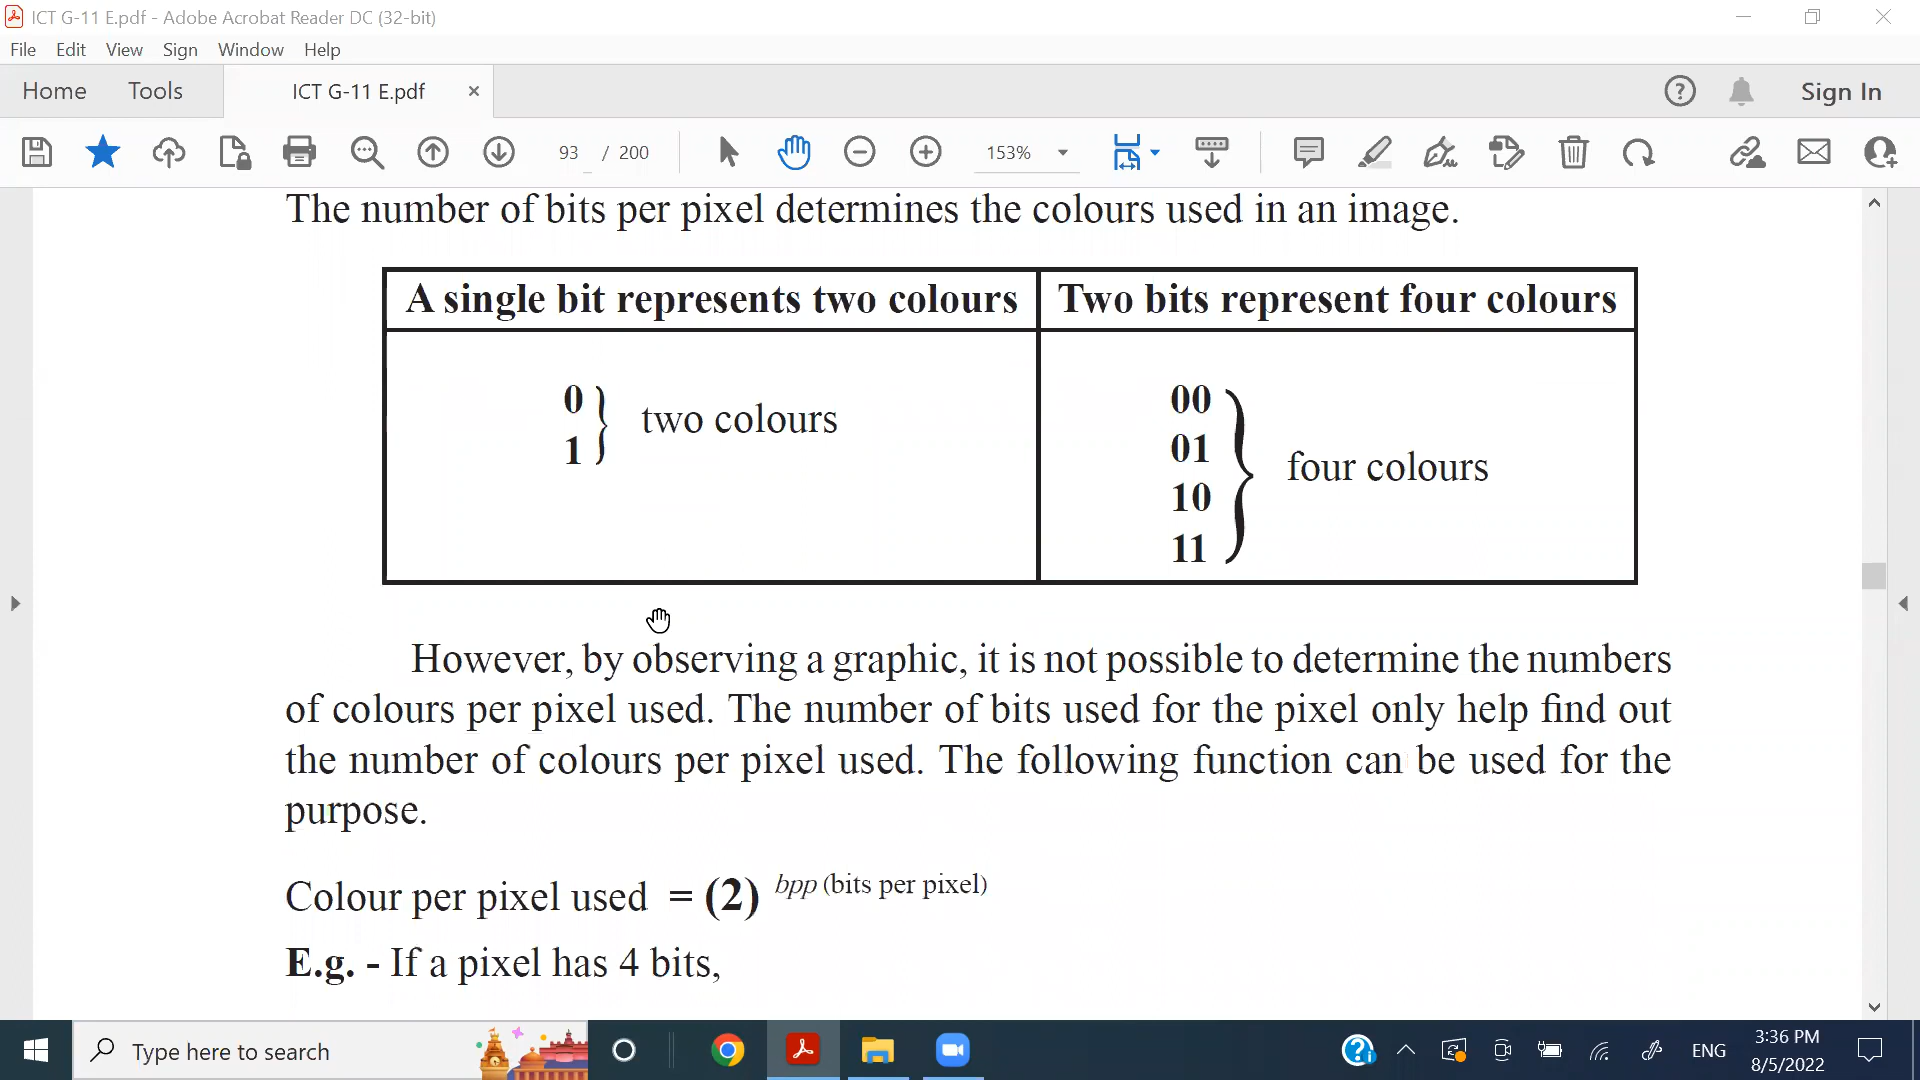 ICT G-11 E.pdf - Adobe Acrobat Reader DC (32-bit)
File Edit View Sign Window Help
Home Tools ICT G-11 E.pdf × Sign In
93 / 200 153%
The number of bits per pixel determines the colours used in an image.
A single bit represents two colours Two bits represent four colours
0
1
two colours
00
01
10
11
four colours
However, by observing a graphic, it is not possible to determine the numbers
of colours per pixel used. The number of bits used for the pixel only help find out
the number of colours per pixel used. The following function can be used for the
purpose.
Colour per pixel used = (2) bpp (bits per pixel)
E.g. - If a pixel has 4 bits,
Type here to search
ENG
3:36 PM
8/5/2022